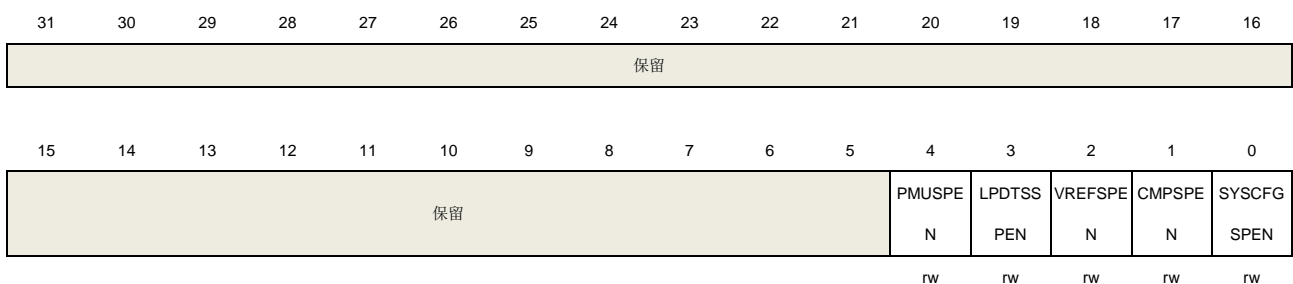 31 30 29 28 27 26 25 24 23 22 21 20 19 18 17 16
保留
15 14 13 12 11 10 9 8 7 6 5 4 3 2 1 0
保留
PMUSPE LPDTSS VREFSPE CMPSPE SYSCFG
N PEN N N SPEN
rw rw rw rw rw